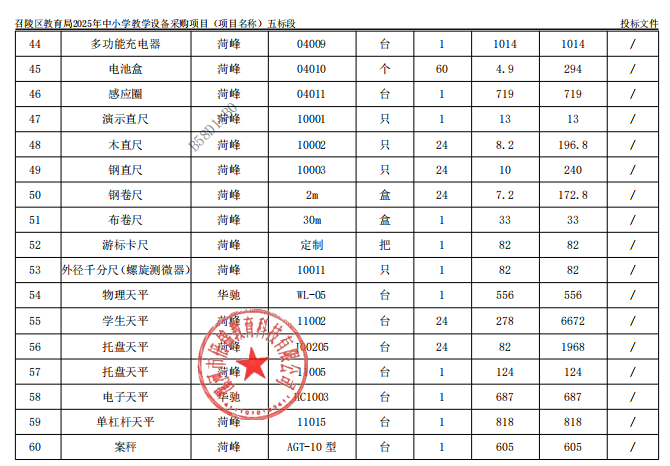 召陵区教育局2025年中小学教学设备采购项目（项目名称）五标段 投标文件
44 多功能充电器 菏峰 04009 台 1 1014 1014 /
45 电池盒 菏峰 04010 个 60 4.9 294 /
46 感应圈 菏峰 04011 台 1 719 719 /
47 演示直尺 菏峰 10001 只 1 13 13 /
48 木直尺 菏峰 10002 只 24 8.2 196.8 /
49 钢直尺 菏峰 10003 只 24 10 240 /
50 钢卷尺 菏峰 2m 盒 24 7.2 172.8 /
51 布卷尺 菏峰 30m 盒 1 33 33 /
52 游标卡尺 菏峰 定制 把 1 82 82 /
53 外径千分尺（螺旋测微器） 菏峰 10011 只 1 82 82 /
54 物理天平 华驰 WL-05 台 1 556 556 /
55 学生天平 菏峰 11002 台 24 278 6672 /
56 托盘天平 菏峰 JC0205 台 24 82 1968 /
57 托盘天平 菏峰 11005 台 1 124 124 /
58 电子天平 华驰 HC1003 台 1 687 687 /
59 单杠杆天平 菏峰 11015 台 1 818 818 /
60 案秤 菏峰 AGT-10 型 台 1 605 605 /